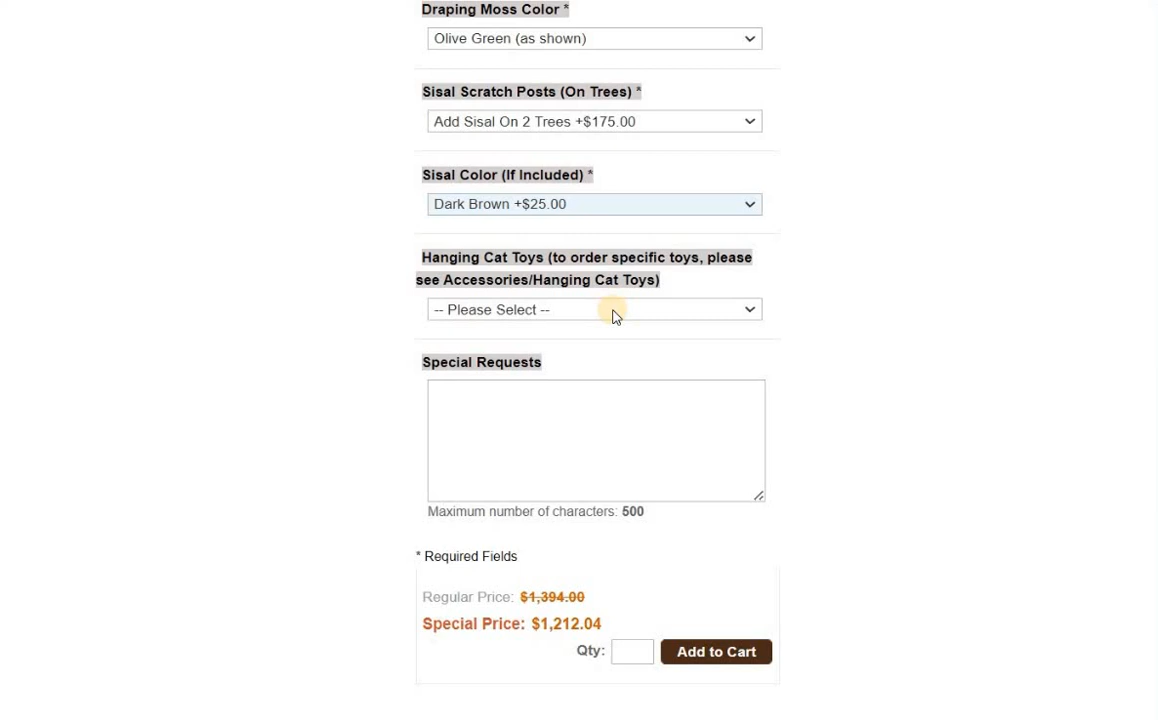 Draping Moss Color *
Olive Green (as shown)
Sisal Scratch Posts (On Trees) *
Add Sisal On 2 Trees +$175.00
Sisal Color (If Included) *
Dark Brown +$25.00
Hanging Cat Toys (to order specific toys, please
see Accessories/Hanging Cat Toys)
-- Please Select --
Special Requests
Maximum number of characters: 500
* Required Fields
Regular Price: $1,394.00
Special Price: $1,212.04
Qty:
Add to Cart